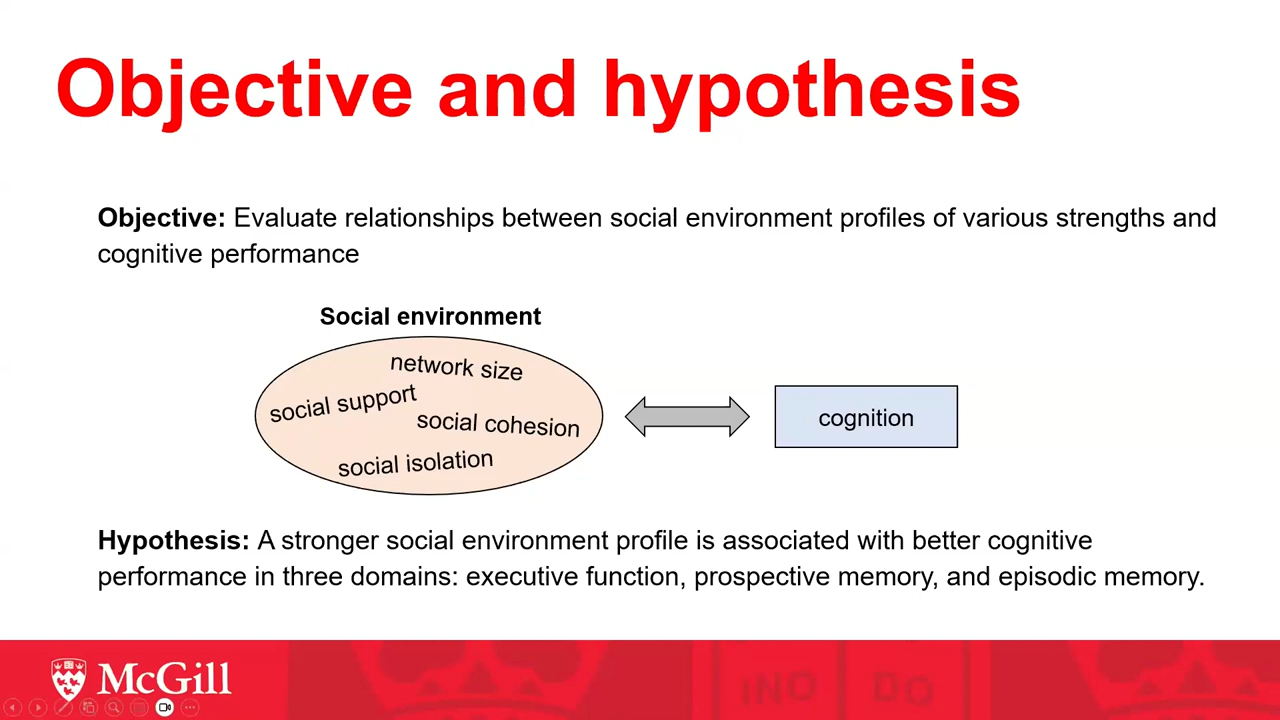 Objective and hypothesis
Objective: Evaluate relationships between social environment profiles of various strengths and
cognitive performance
Social environment
network size
social support
social cohesion
social isolation
cognition
Hypothesis: A stronger social environment profile is associated with better cognitive
performance in three domains: executive function, prospective memory, and episodic memory.
McGill
INO DO